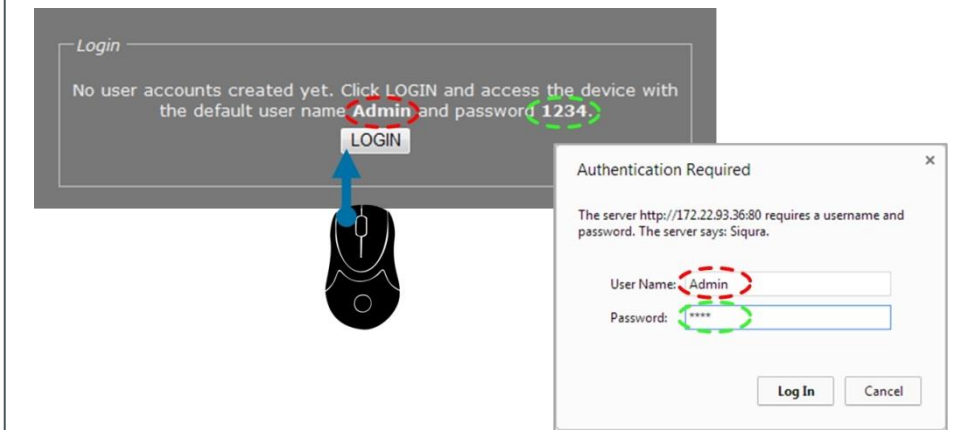 Login
No user accounts created yet. Click LOGIN and access the device with
the default user name Admin and password 1234.
LOGIN
Authentication Required
×
The server http://172.22.93.36:80 requires a username and
password. The server says: Siqura.
User Name: Admin
Password: ****
Log In Cancel